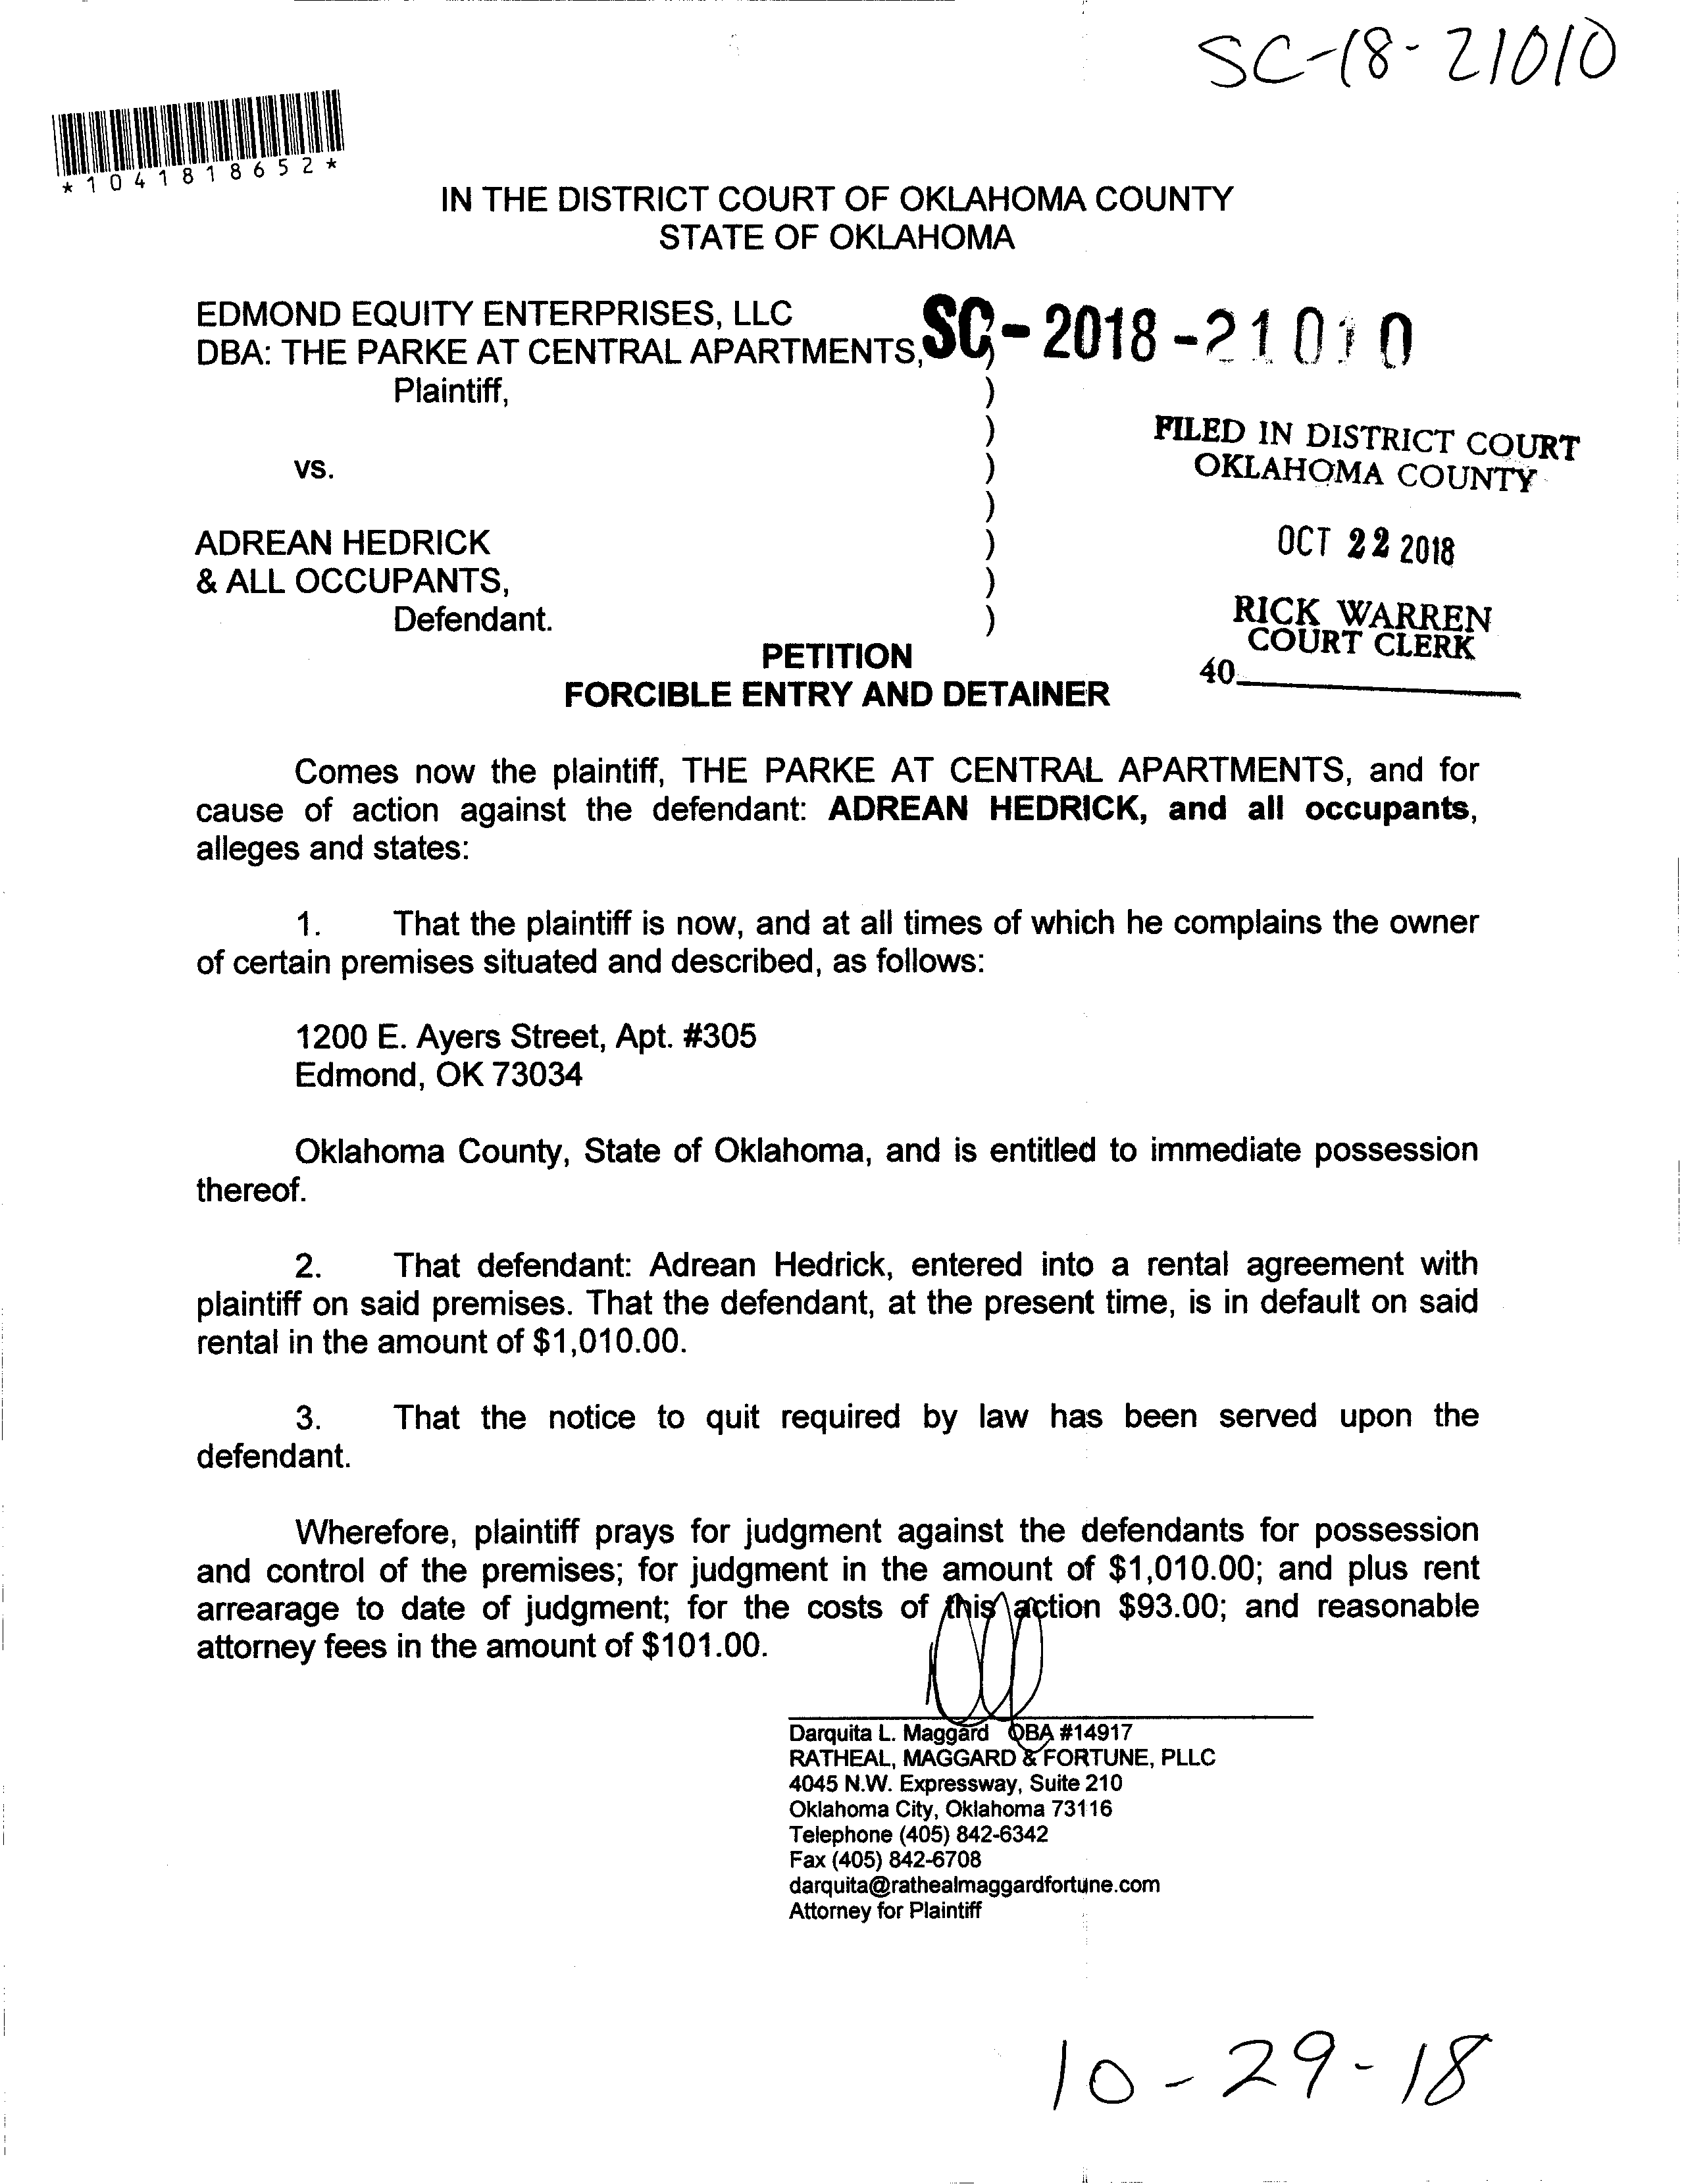 SC-18-21010
*1041818652*
IN THE DISTRICT COURT OF OKLAHOMA COUNTY
STATE OF OKLAHOMA
EDMOND EQUITY ENTERPRISES, LLC
DBA: THE PARKE AT CENTRAL APARTMENTS, SC-2018-21010
)
Plaintiff, )
)
vs. )
)
ADREAN HEDRICK )
& ALL OCCUPANTS, )
Defendant. )
FILED IN DISTRICT COURT
OKLAHOMA COUNTY
OCT 22 2018
RICK WARREN
COURT CLERK
40
PETITION
FORCIBLE ENTRY AND DETAINER
Comes now the plaintiff, THE PARKE AT CENTRAL APARTMENTS, and for
cause of action against the defendant: ADREAN HEDRICK, and all occupants,
alleges and states:
1. That the plaintiff is now, and at all times of which he complains the owner
of certain premises situated and described, as follows:
1200 E. Ayers Street, Apt. #305
Edmond, OK 73034
Oklahoma County, State of Oklahoma, and is entitled to immediate possession
thereof.
2. That defendant: Adrean Hedrick, entered into a rental agreement with
plaintiff on said premises. That the defendant, at the present time, is in default on said
rental in the amount of $1,010.00.
3. That the notice to quit required by law has been served upon the
defendant.
Wherefore, plaintiff prays for judgment against the defendants for possession
and control of the premises; for judgment in the amount of $1,010.00; and plus rent
arrearage to date of judgment; for the costs of this action $93.00; and reasonable
attorney fees in the amount of $101.00.
Darquita L. Maggard OBA #14917
RATHEAL, MAGGARD & FORTUNE, PLLC
4045 N.W. Expressway, Suite 210
Oklahoma City, Oklahoma 73116
Telephone (405) 842-6342
Fax (405) 842-6708
darquita@rathealmaggardfortune.com
Attorney for Plaintiff
10-29-18